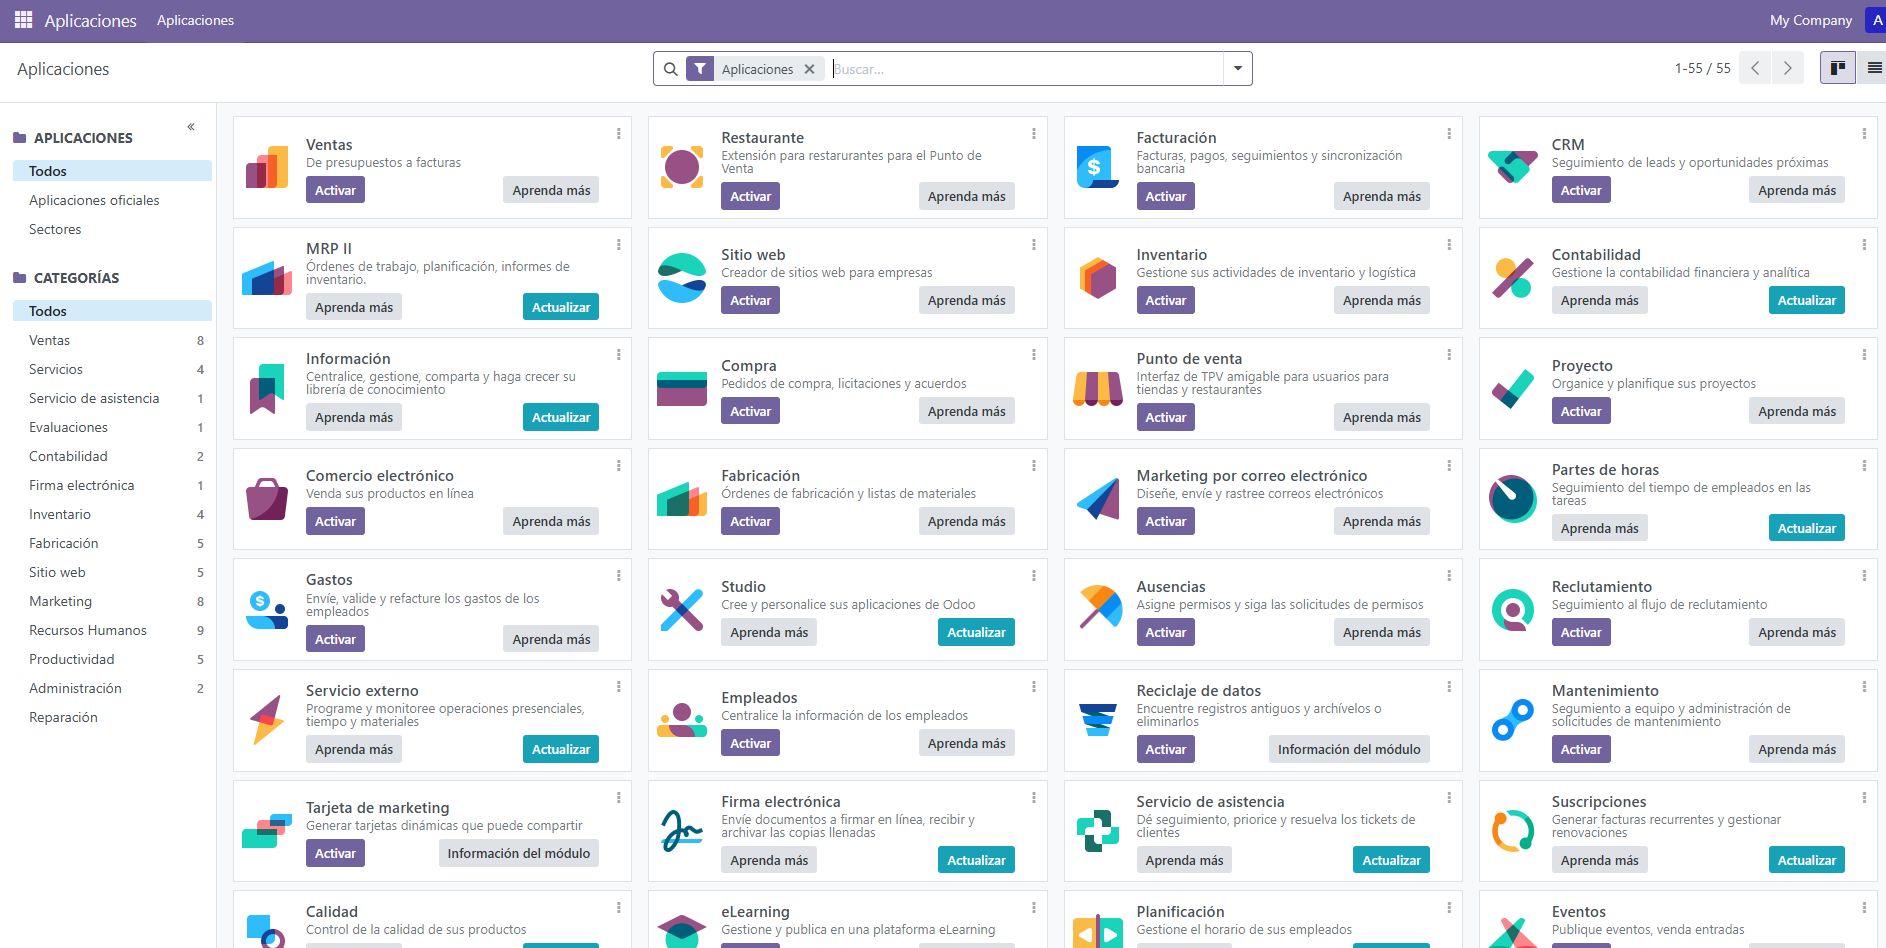 Aplicaciones
Aplicaciones
My Company
A
Aplicaciones
Aplicaciones
Buscar...
1-55 / 55
APLICACIONES
Todos
Aplicaciones oficiales
Sectores
CATEGORÍAS
Todos
Ventas 8
Servicios 4
Servicio de asistencia 1
Evaluaciones 1
Contabilidad 2
Firma electrónica 1
Inventario 4
Fabricación 5
Sitio web 5
Marketing 8
Recursos Humanos 9
Productividad 5
Administración 2
Reparación
Ventas
De presupuestos a facturas
Activar
Aprenda más
Restaurante
Extensión para restarurantes para el Punto de
Venta
Activar
Aprenda más
Facturación
Facturas, pagos, seguimientos y sincronización
bancaria
Activar
Aprenda más
CRM
Seguimiento de leads y oportunidades próximas
Activar
Aprenda más
MRP II
Órdenes de trabajo, planificación, informes de
inventario.
Aprenda más
Actualizar
Sitio web
Creador de sitios web para empresas
Activar
Aprenda más
Inventario
Gestione sus actividades de inventario y logística
Activar
Aprenda más
Contabilidad
Gestione la contabilidad financiera y analítica
Aprenda más
Actualizar
Información
Centralice, gestione, comparta y haga crecer su
librería de conocimiento
Aprenda más
Actualizar
Compra
Pedidos de compra, licitaciones y acuerdos
Activar
Aprenda más
Punto de venta
Interfaz de TPV amigable para usuarios para
tiendas y restaurantes
Activar
Aprenda más
Proyecto
Organice y planifique sus proyectos
Activar
Aprenda más
Comercio electrónico
Venda sus productos en línea
Activar
Aprenda más
Fabricación
Órdenes de fabricación y listas de materiales
Activar
Aprenda más
Marketing por correo electrónico
Diseñe, envíe y rastree correos electrónicos
Activar
Aprenda más
Partes de horas
Seguimiento del tiempo de empleados en las
tareas
Aprenda más
Actualizar
Gastos
Envíe, valide y refacture los gastos de los
empleados
Activar
Aprenda más
Studio
Cree y personalice sus aplicaciones de Odoo
Aprenda más
Actualizar
Ausencias
Asigne permisos y siga las solicitudes de permisos
Activar
Aprenda más
Reclutamiento
Seguimiento al flujo de reclutamiento
Activar
Aprenda más
Servicio externo
Programe y monitoree operaciones presenciales,
tiempo y materiales
Aprenda más
Actualizar
Empleados
Centralice la información de los empleados
Activar
Aprenda más
Reciclaje de datos
Encuentre registros antiguos y archívelos o
eliminarlos
Activar
Información del módulo
Mantenimiento
Segumiento a equipo y administración de
solicitudes de mantenimiento
Activar
Aprenda más
Tarjeta de marketing
Generar tarjetas dinámicas que puede compartir
Activar
Información del módulo
Firma electrónica
Envíe documentos a firmar en línea, recibir y
archivar las copias llenadas
Aprenda más
Actualizar
Servicio de asistencia
Dé seguimiento, priorice y resuelva los tickets de
clientes
Aprenda más
Actualizar
Suscripciones
Generar facturas recurrentes y gestionar
renovaciones
Aprenda más
Actualizar
Calidad
Control de la calidad de sus productos
eLearning
Gestione y publica en una plataforma eLearning
Planificación
Gestione el horario de sus empleados
Eventos
Publique eventos, venda entradas